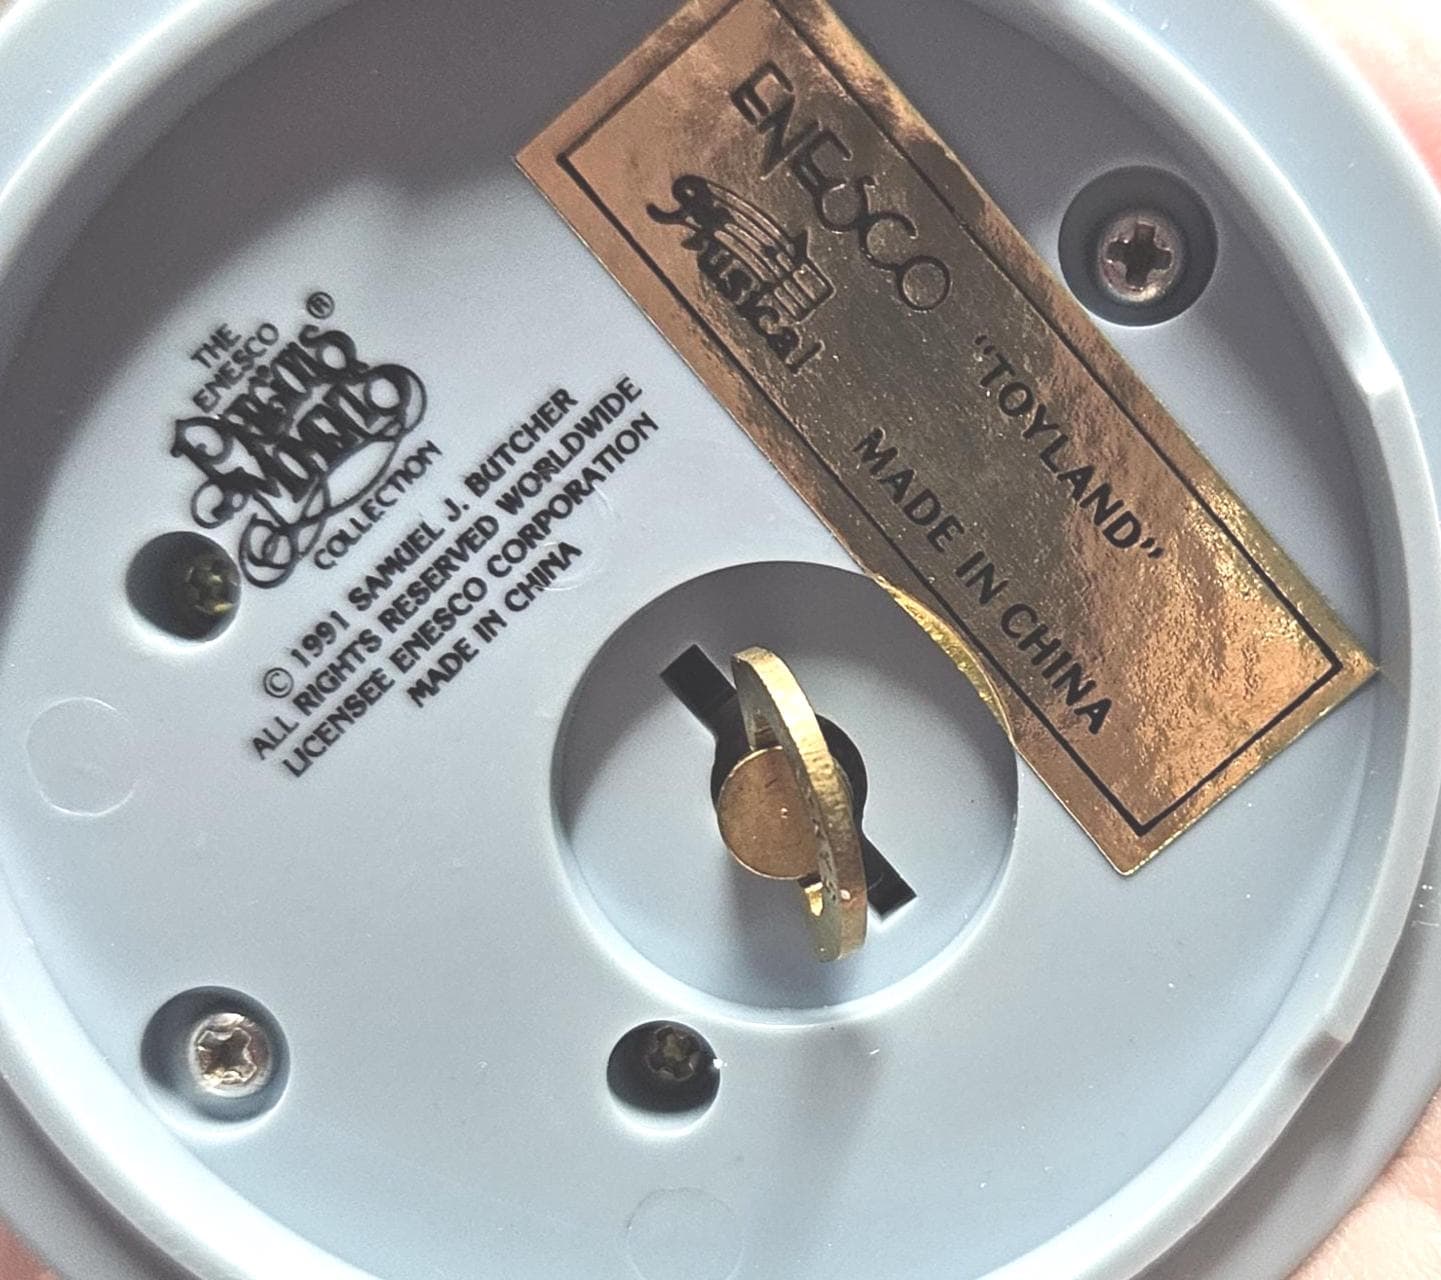 THE
ENESCO
PRECIOUS
MOMENTS®
COLLECTION
© 1991 SAMUEL J. BUTCHER
ALL RIGHTS RESERVED WORLDWIDE
LICENSEE ENESCO CORPORATION
MADE IN CHINA
ENESCO
Musical
"TOYLAND"
MADE IN CHINA